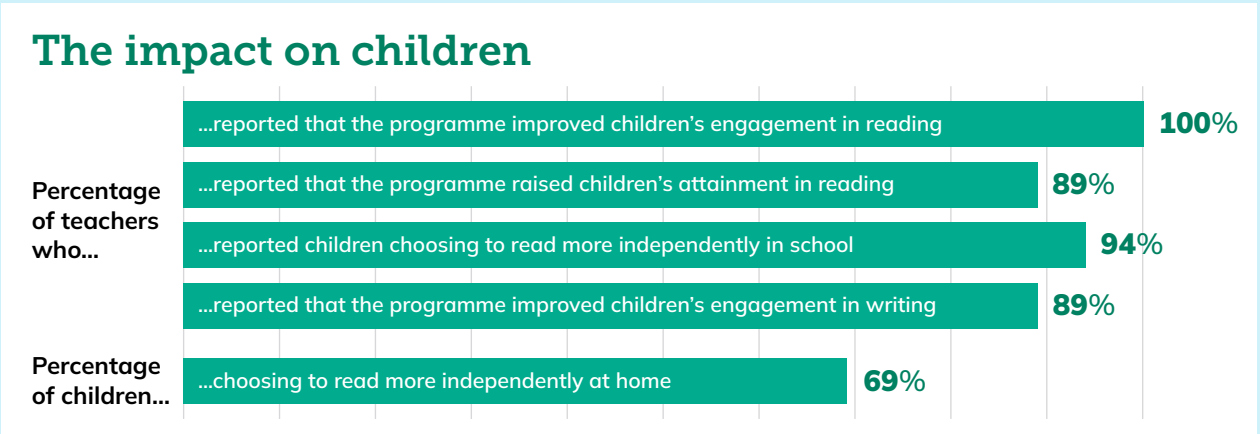 The impact on children
Percentage
of teachers
who...
...reported that the programme improved children’s engagement in reading
100%
...reported that the programme raised children’s attainment in reading
89%
...reported children choosing to read more independently in school
94%
...reported that the programme improved children’s engagement in writing
89%
Percentage
of children...
...choosing to read more independently at home
69%